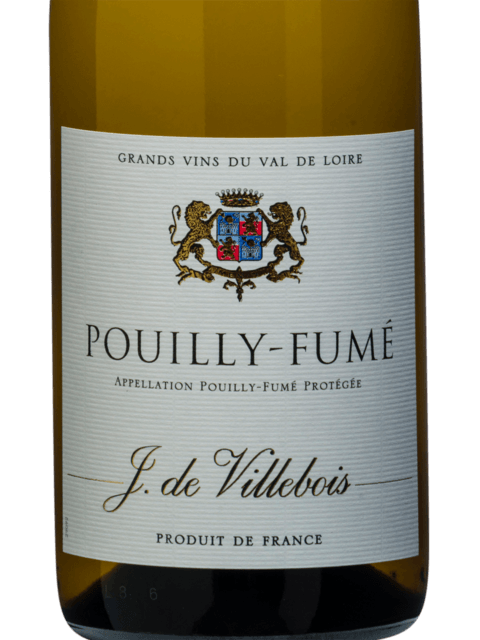 GRANDS VINS DU VAL DE LOIRE
POUILLY-FUMÉ
APPELLATION POUILLY-FUMÉ PROTÉGÉE
J. de Villebois
PRODUIT DE FRANCE